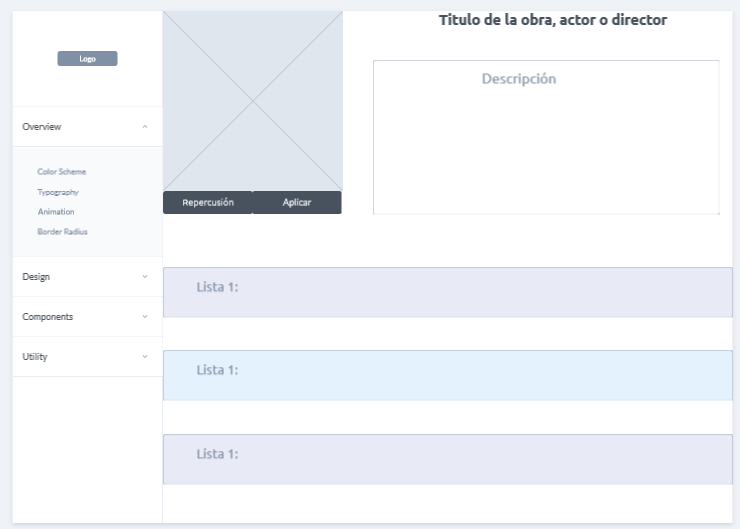 Logo
Overview
Color Scheme
Typography
Animation
Border Radius
Design
Components
Utility
Titulo de la obra, actor o director
Descripción
Repercusión
Aplicar
Lista 1:
Lista 1:
Lista 1: